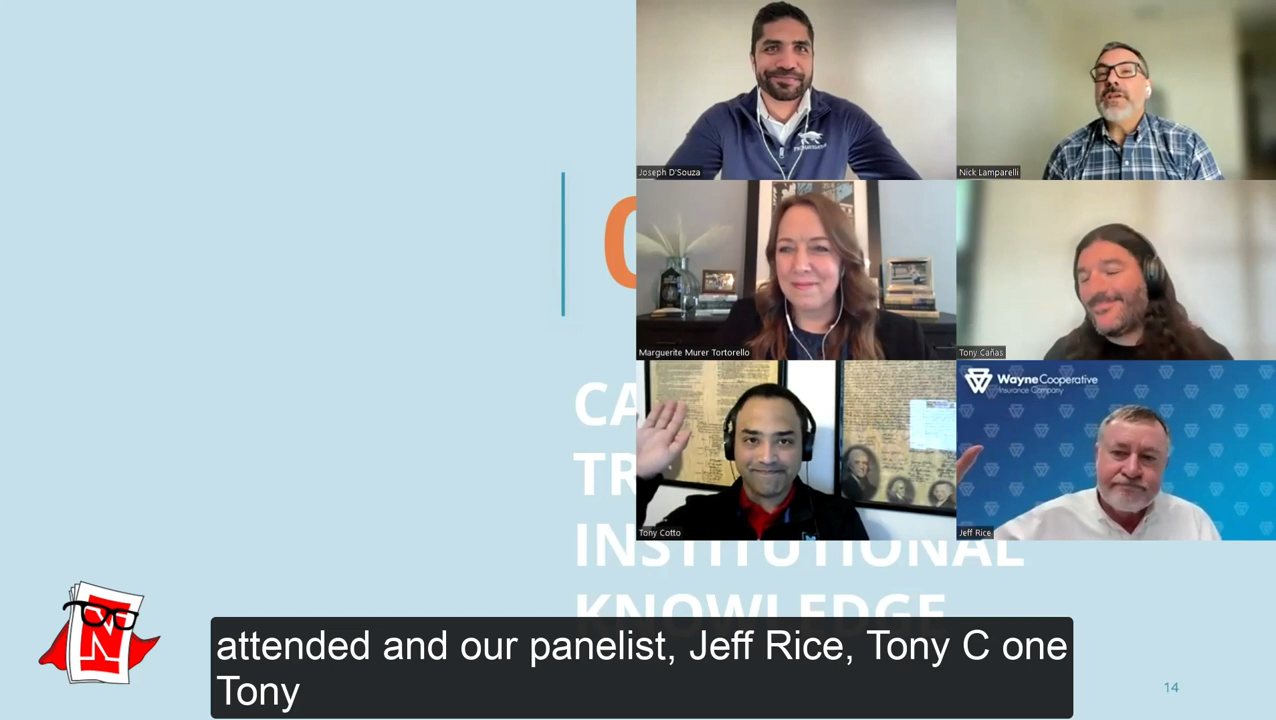 Joseph D'Souza
Nick Lamparelli
Marguerite Murer Tortorello
Tony Cañas
Wayne Cooperative
Insurance Company
Tony Cotto
Jeff Rice
CA
TR
INSTITUTIONAL
KNOWLEDGE
N
attended and our panelist, Jeff Rice, Tony C one
Tony
14